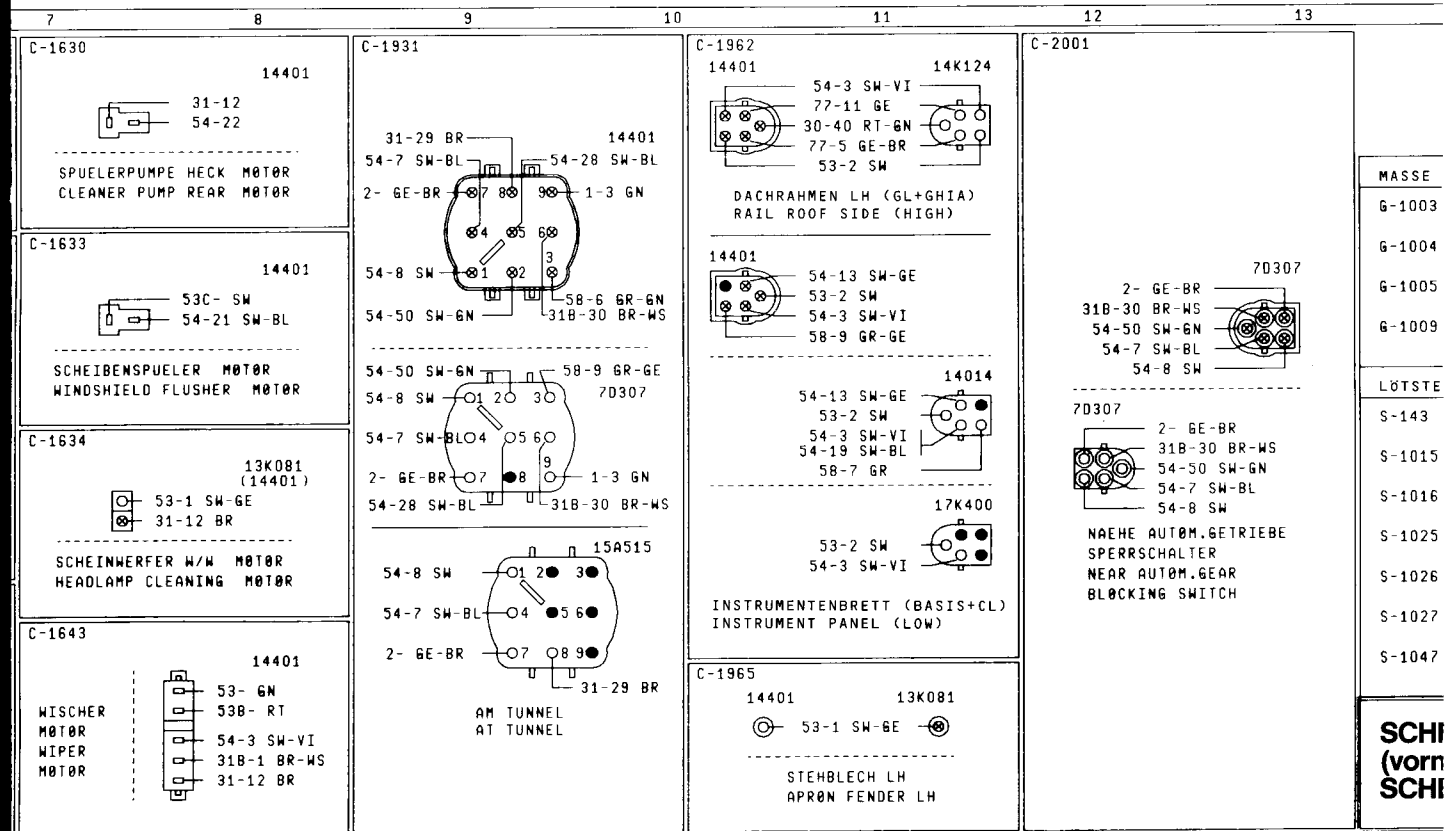 7 8 9 10 11 12 13
C-1630
14401
31-12
54-22
SPUELERPUMPE HECK MØTØR
CLEANER PUMP REAR MØTØR
C-1633
14401
53C- SW
54-21 SW-BL
SCHEIBENSPUELER MØTØR
WINDSHIELD FLUSHER MØTØR
C-1634
13K081
(14401)
53-1 SW-GE
31-12 BR
SCHEINWERFER W/W MØTØR
HEADLAMP CLEANING MØTØR
C-1643
14401
WISCHER
MØTØR
WIPER
MØTØR
53- GN
53B- RT
54-3 SW-VI
31B-1 BR-WS
31-12 BR
C-1931
31-29 BR 14401
54-7 SW-BL 54-28 SW-BL
2- GE-BR 7 8 9 1-3 GN
4 5 6
3
54-8 SW 1 2
58-6 GR-GN
54-50 SW-GN 31B-30 BR-WS
54-50 SW-GN 58-9 GR-GE
54-8 SW 1 2 3 7D307
54-7 SW-BL 4 5 6
9
2- GE-BR 7 8 1-3 GN
54-28 SW-BL 31B-30 BR-WS
15A515
54-8 SW 1 2 3
54-7 SW-BL 4 5 6
2- GE-BR 7 8 9
31-29 BR
AM TUNNEL
AT TUNNEL
C-1962
14401 14K124
54-3 SW-VI
77-11 GE
30-40 RT-GN
77-5 GE-BR
53-2 SW
DACHRAHMEN LH (GL+GHIA)
RAIL ROOF SIDE (HIGH)
14401
54-13 SW-GE
53-2 SW
54-3 SW-VI
58-9 GR-GE
14014
54-13 SW-GE
53-2 SW
54-3 SW-VI
54-19 SW-BL
58-7 GR
17K400
53-2 SW
54-3 SW-VI
INSTRUMENTENBRETT (BASIS+CL)
INSTRUMENT PANEL (LOW)
C-1965
14401 13K081
53-1 SW-GE
STEHBLECH LH
APRØN FENDER LH
C-2001
7D307
2- GE-BR
31B-30 BR-WS
54-50 SW-GN
54-7 SW-BL
54-8 SW
7D307
2- GE-BR
31B-30 BR-WS
54-50 SW-GN
54-7 SW-BL
54-8 SW
NAEHE AUTØM.GETRIEBE
SPERRSCHALTER
NEAR AUTØM.GEAR
BLØCKING SWITCH
MASSE
G-1003
G-1004
G-1005
G-1009
LÖTSTE
S-143
S-1015
S-1016
S-1025
S-1026
S-1027
S-1047
(vorn